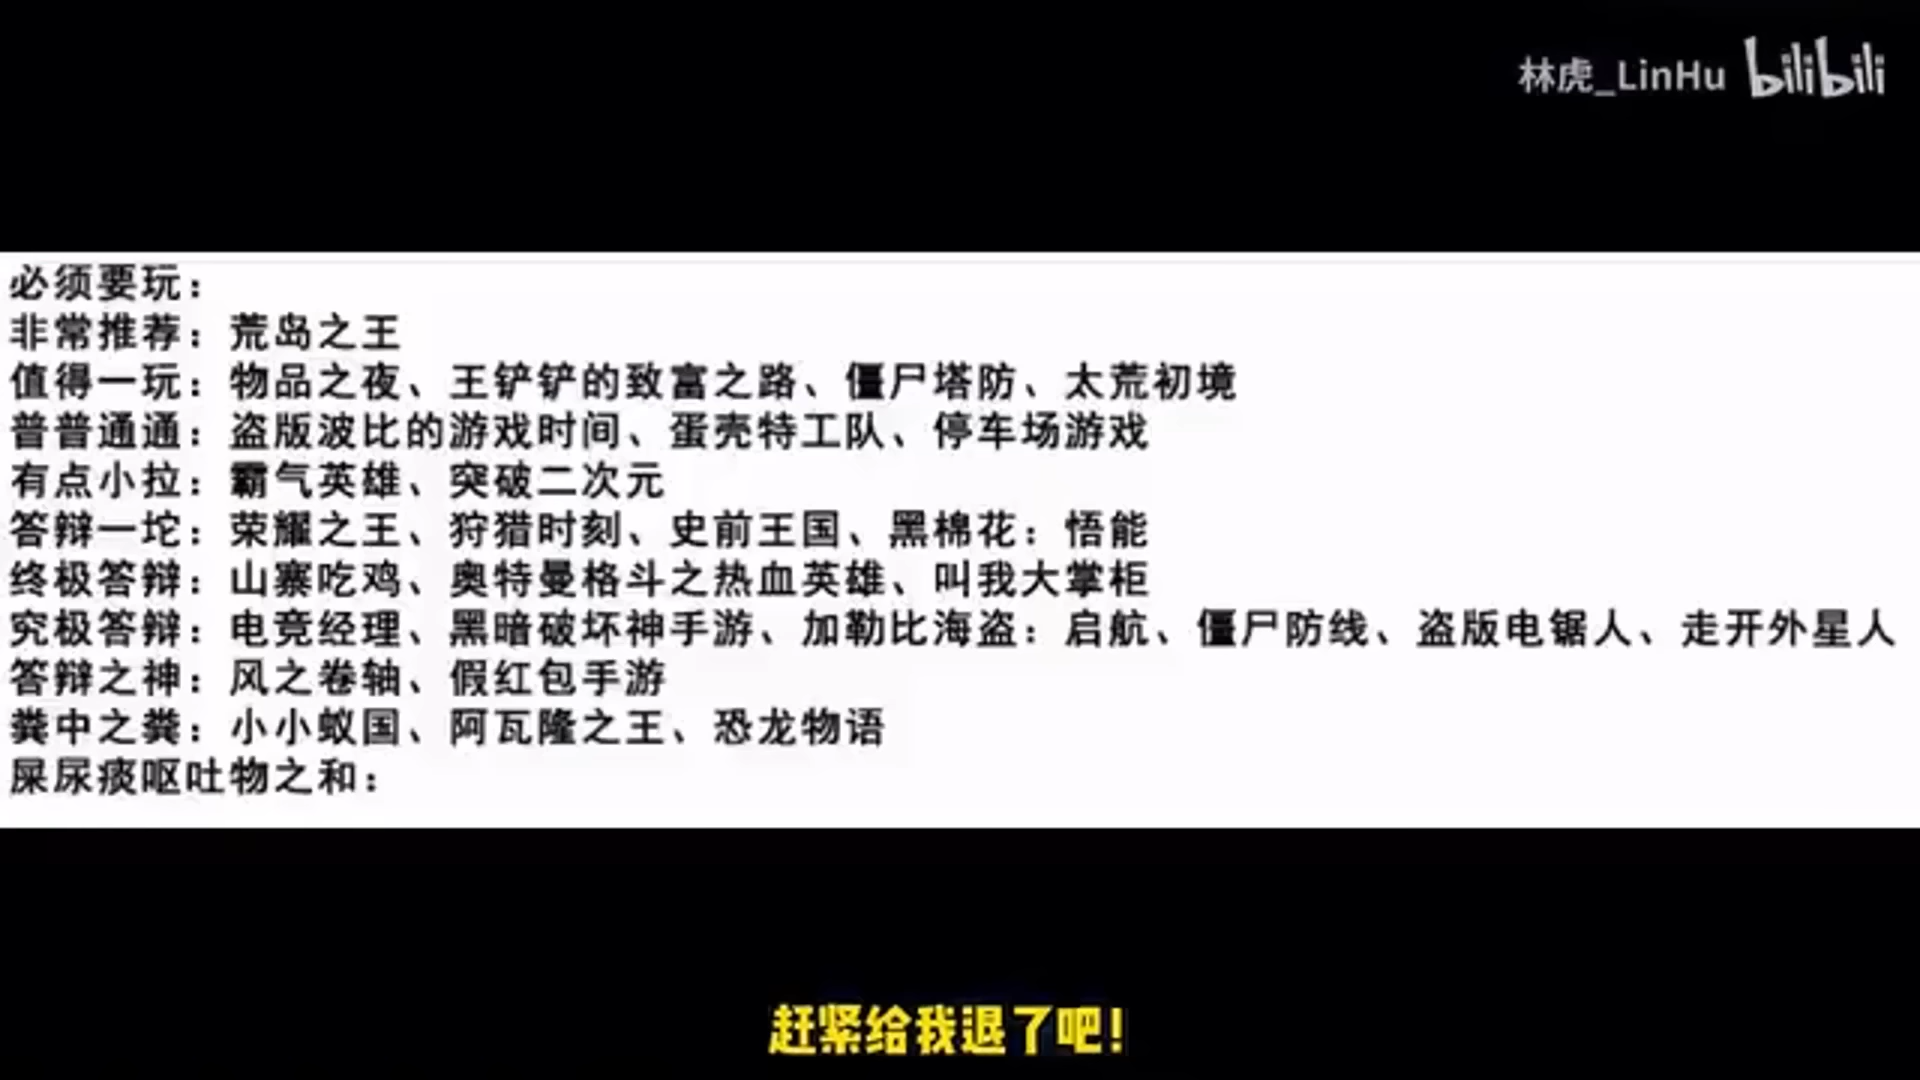 林虎_LinHu bilibili
必须要玩：
非常推荐：荒岛之王
值得一玩：物品之夜、王铲铲的致富之路、僵尸塔防、太荒初境
普普通通：盗版波比的游戏时间、蛋壳特工队、停车场游戏
有点小拉：霸气英雄、突破二次元
答辩一坨：荣耀之王、狩猎时刻、史前王国、黑棉花：悟能
终极答辩：山寨吃鸡、奥特曼格斗之热血英雄、叫我大掌柜
究极答辩：电竞经理、黑暗破坏神手游、加勒比海盗：启航、僵尸防线、盗版电锯人、走开外星人
答辩之神：风之卷轴、假红包手游
粪中之粪：小小蚁国、阿瓦隆之王、恐龙物语
屎尿痰呕吐物之和：
赶紧给我退了吧！